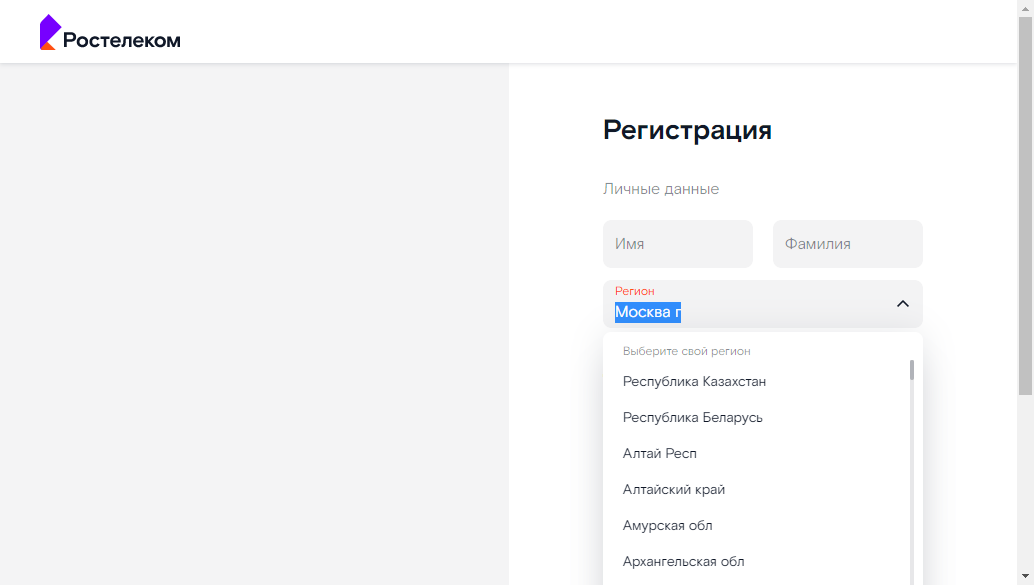 Ростелеком
Регистрация
Личные данные
Имя
Фамилия
Регион
Москва г
Выберите свой регион
Республика Казахстан
Республика Беларусь
Алтай Респ
Алтайский край
Амурская обл
Архангельская обл